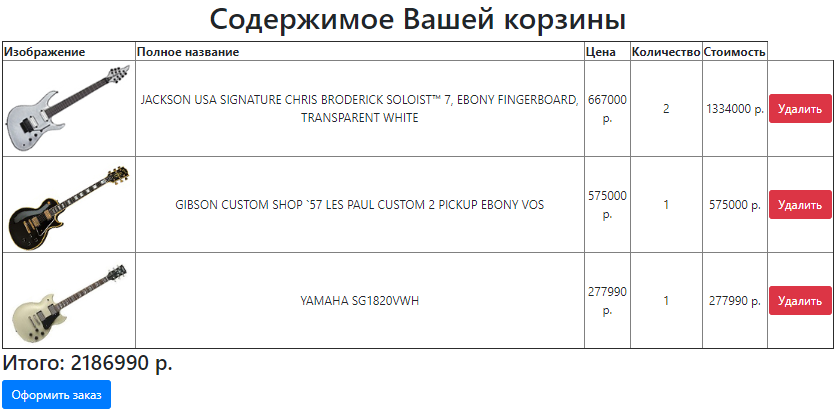 Содержимое Вашей корзины
Изображение Полное название Цена Количество Стоимость
JACKSON USA SIGNATURE CHRIS BRODERICK SOLOIST™ 7, EBONY FINGERBOARD,
TRANSPARENT WHITE
667000
р.
2
1334000 р.
Удалить
GIBSON CUSTOM SHOP `57 LES PAUL CUSTOM 2 PICKUP EBONY VOS
575000
р.
1
575000 р.
Удалить
YAMAHA SG1820VWH
277990
р.
1
277990 р.
Удалить
Итого: 2186990 р.
Оформить заказ